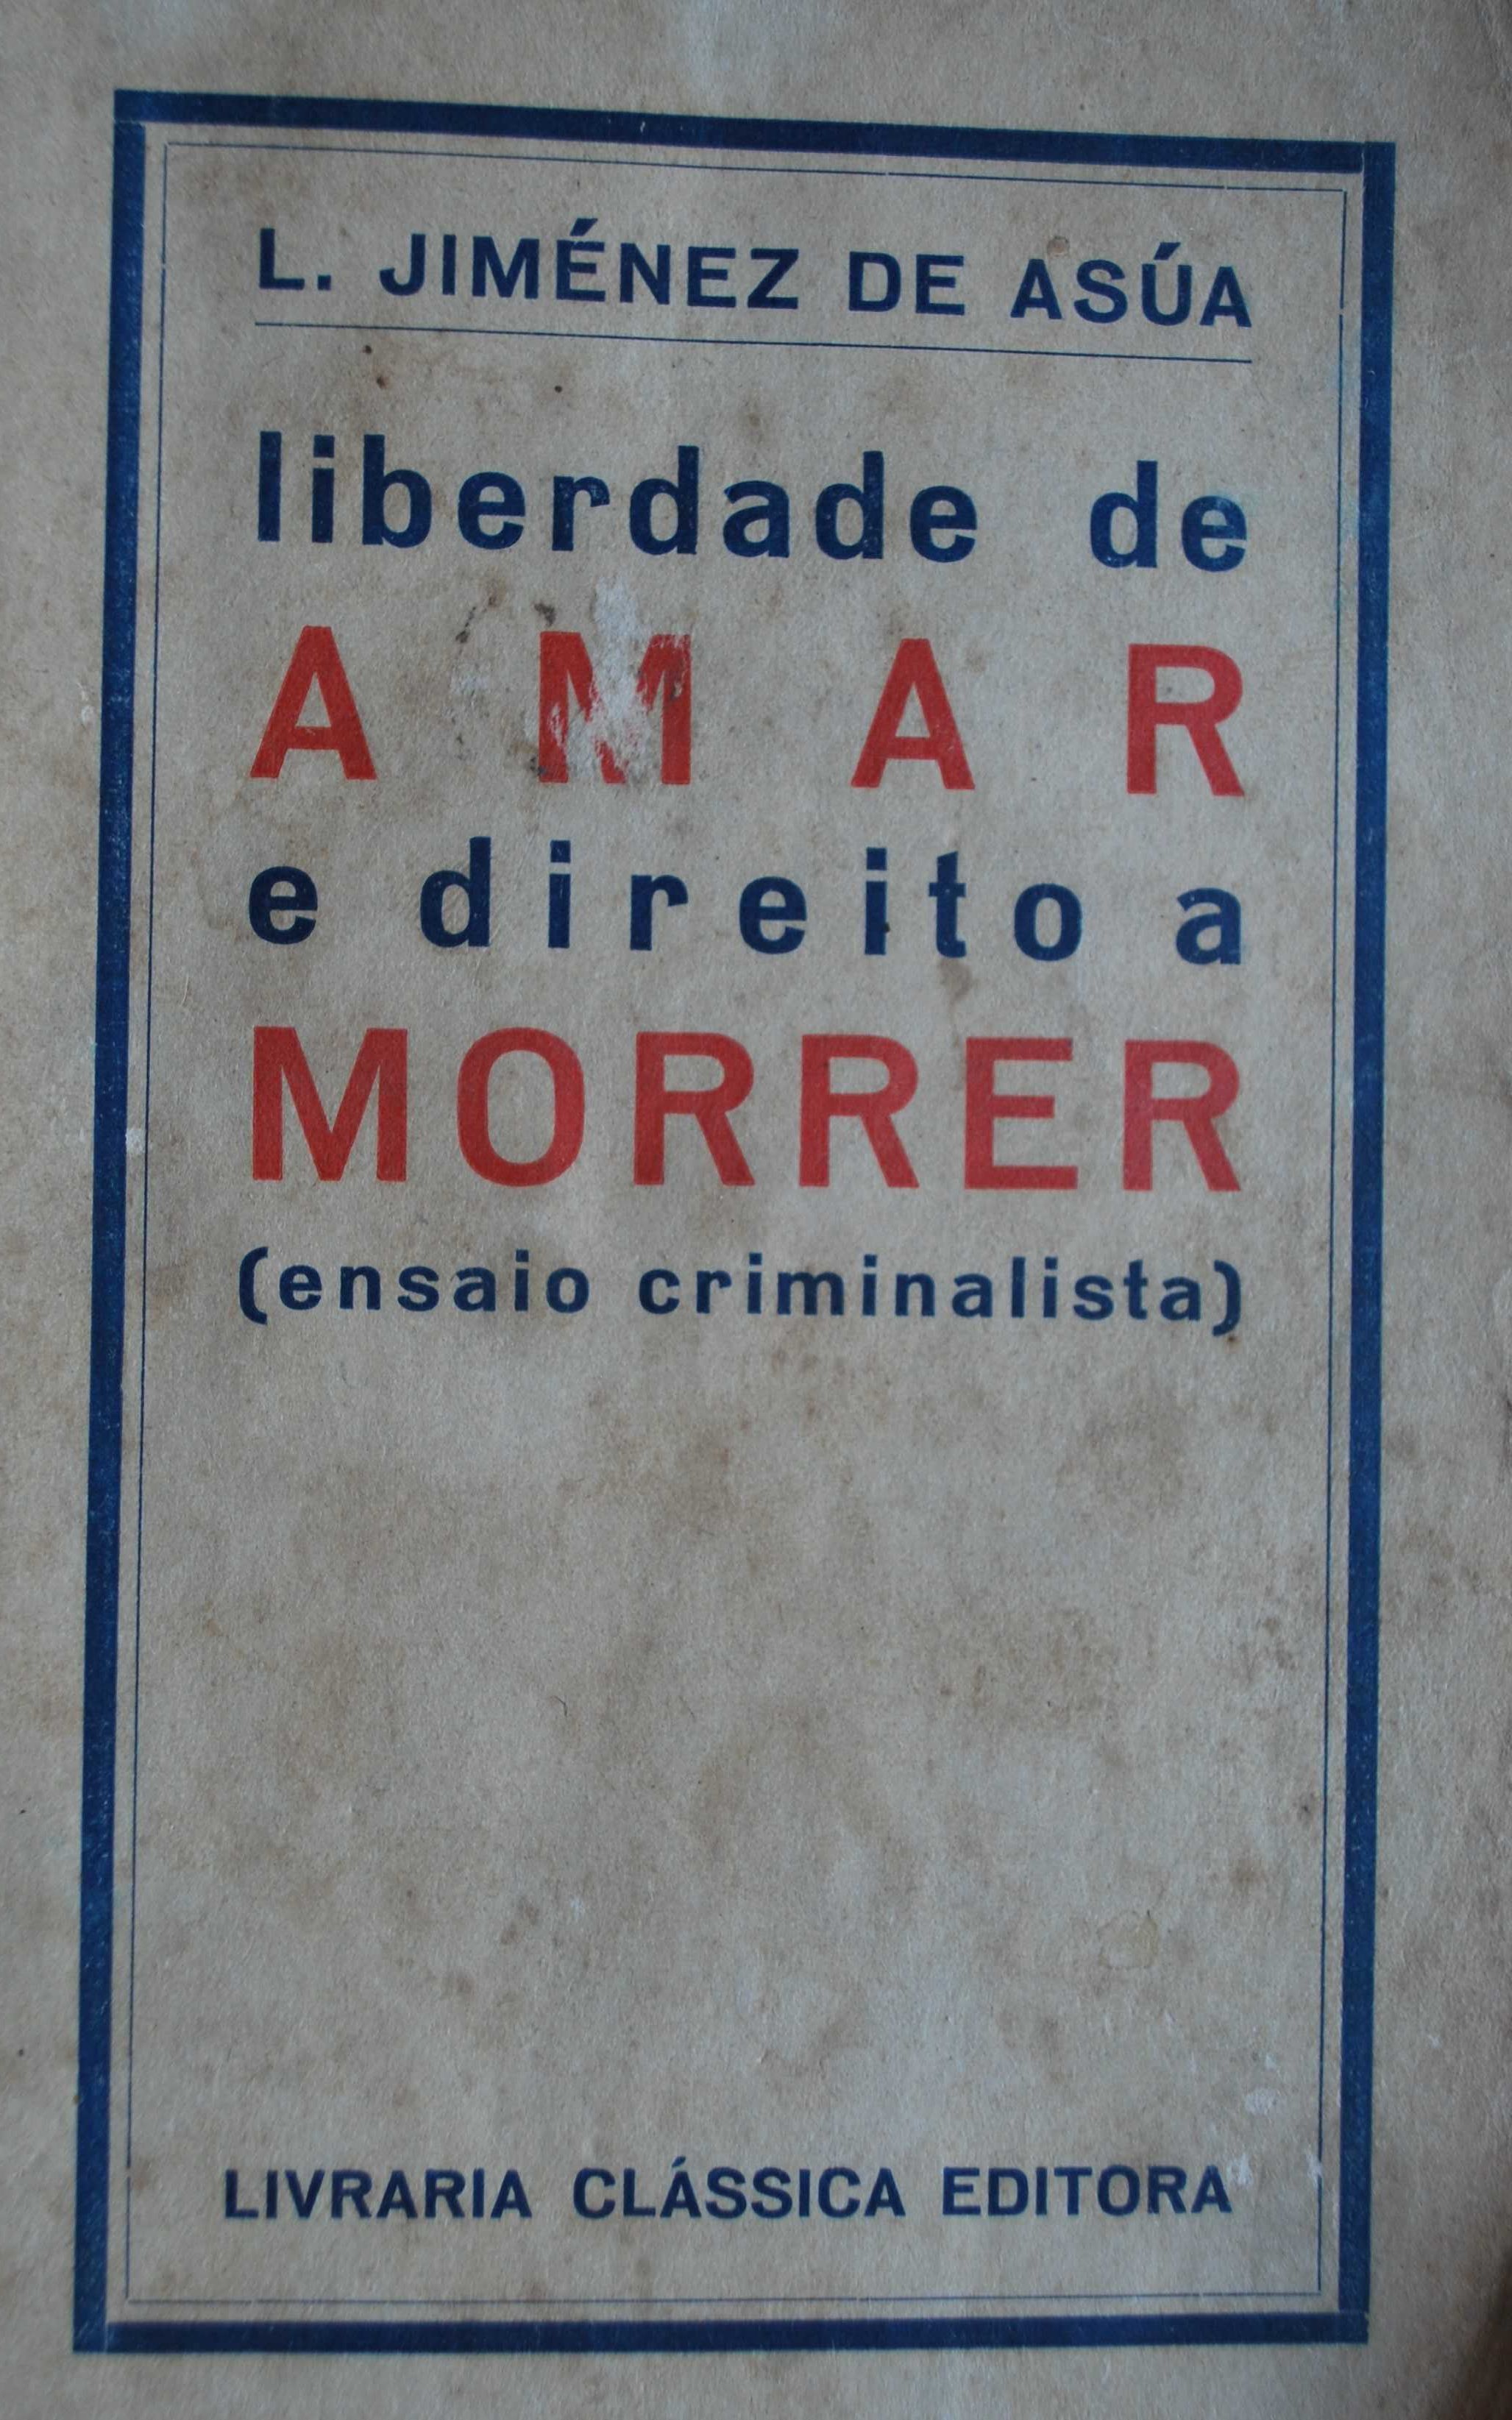 L. JIMÉNEZ DE ASÚA
liberdade de
AMAR
e direito a
MORRER
(ensaio criminalista)
LIVRARIA CLÁSSICA EDITORA